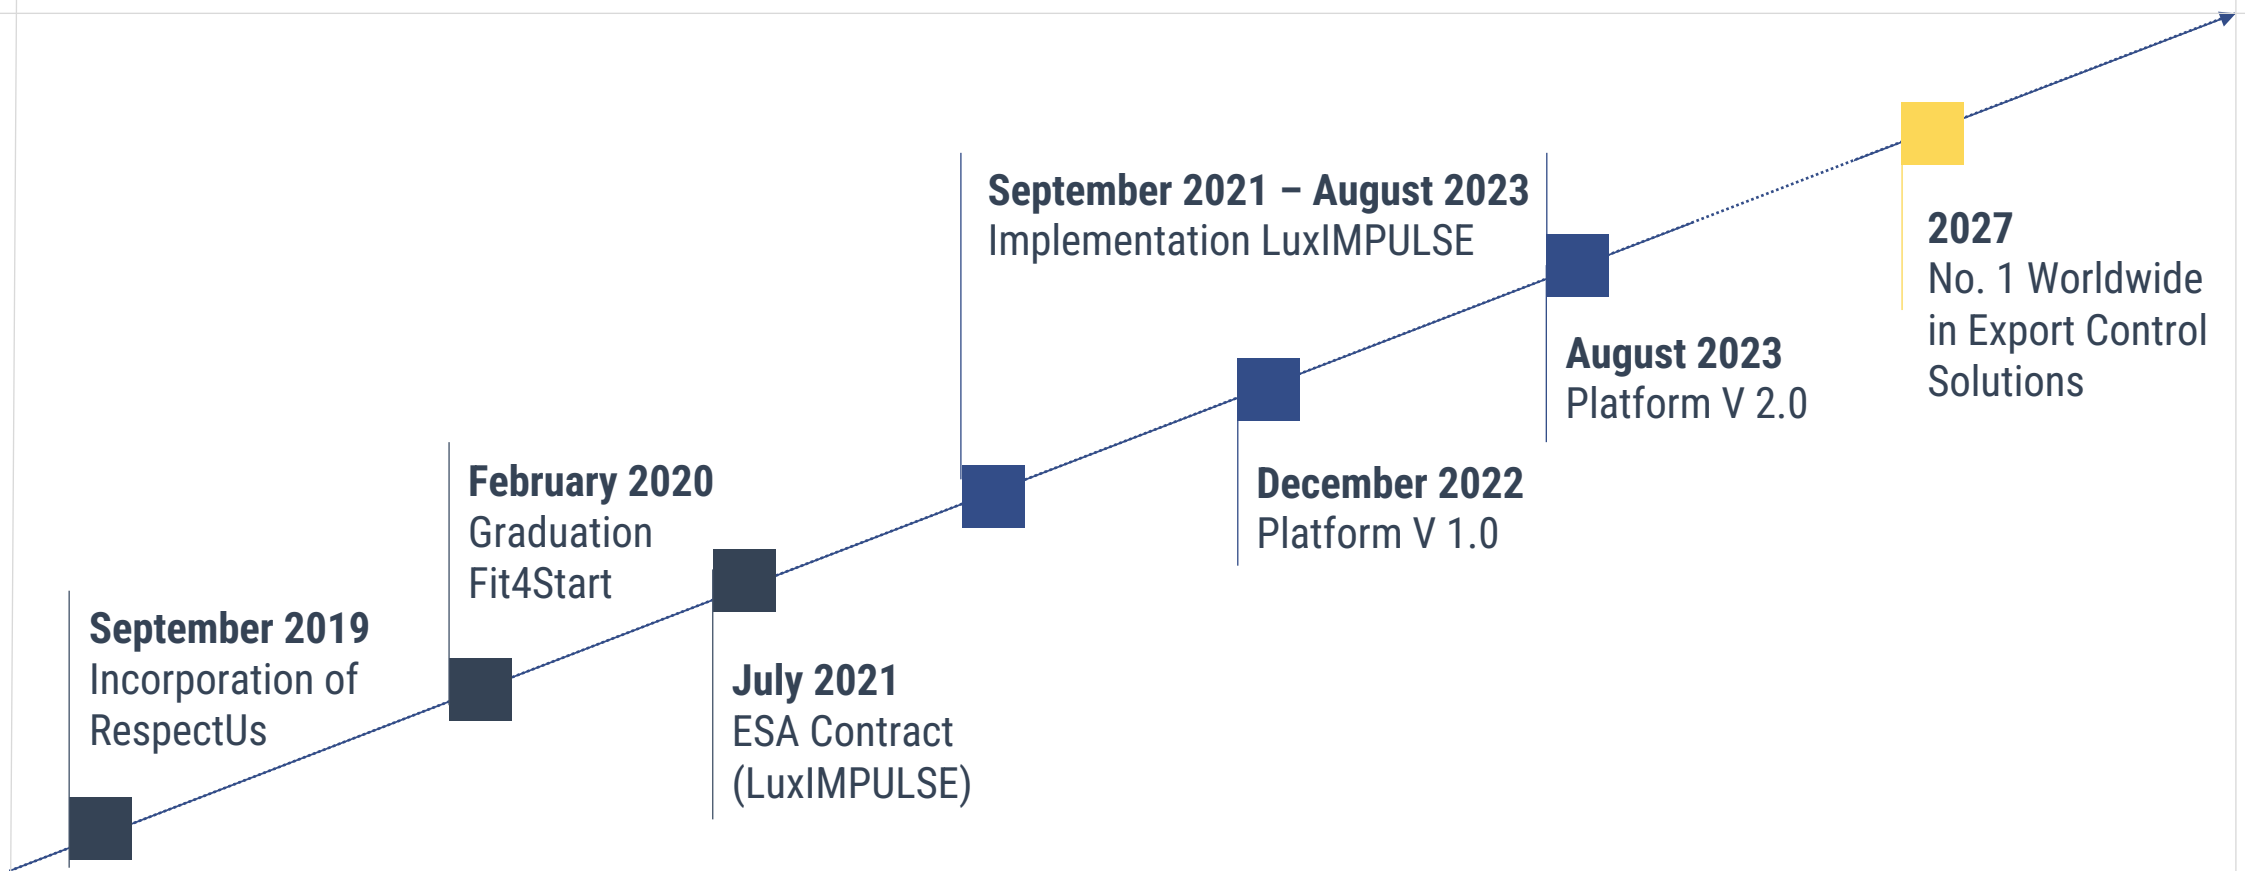 September 2019
Incorporation of
RespectUs
February 2020
Graduation
Fit4Start
July 2021
ESA Contract
(LuxIMPULSE)
September 2021 – August 2023
Implementation LuxIMPULSE
December 2022
Platform V 1.0
August 2023
Platform V 2.0
2027
No. 1 Worldwide
in Export Control
Solutions